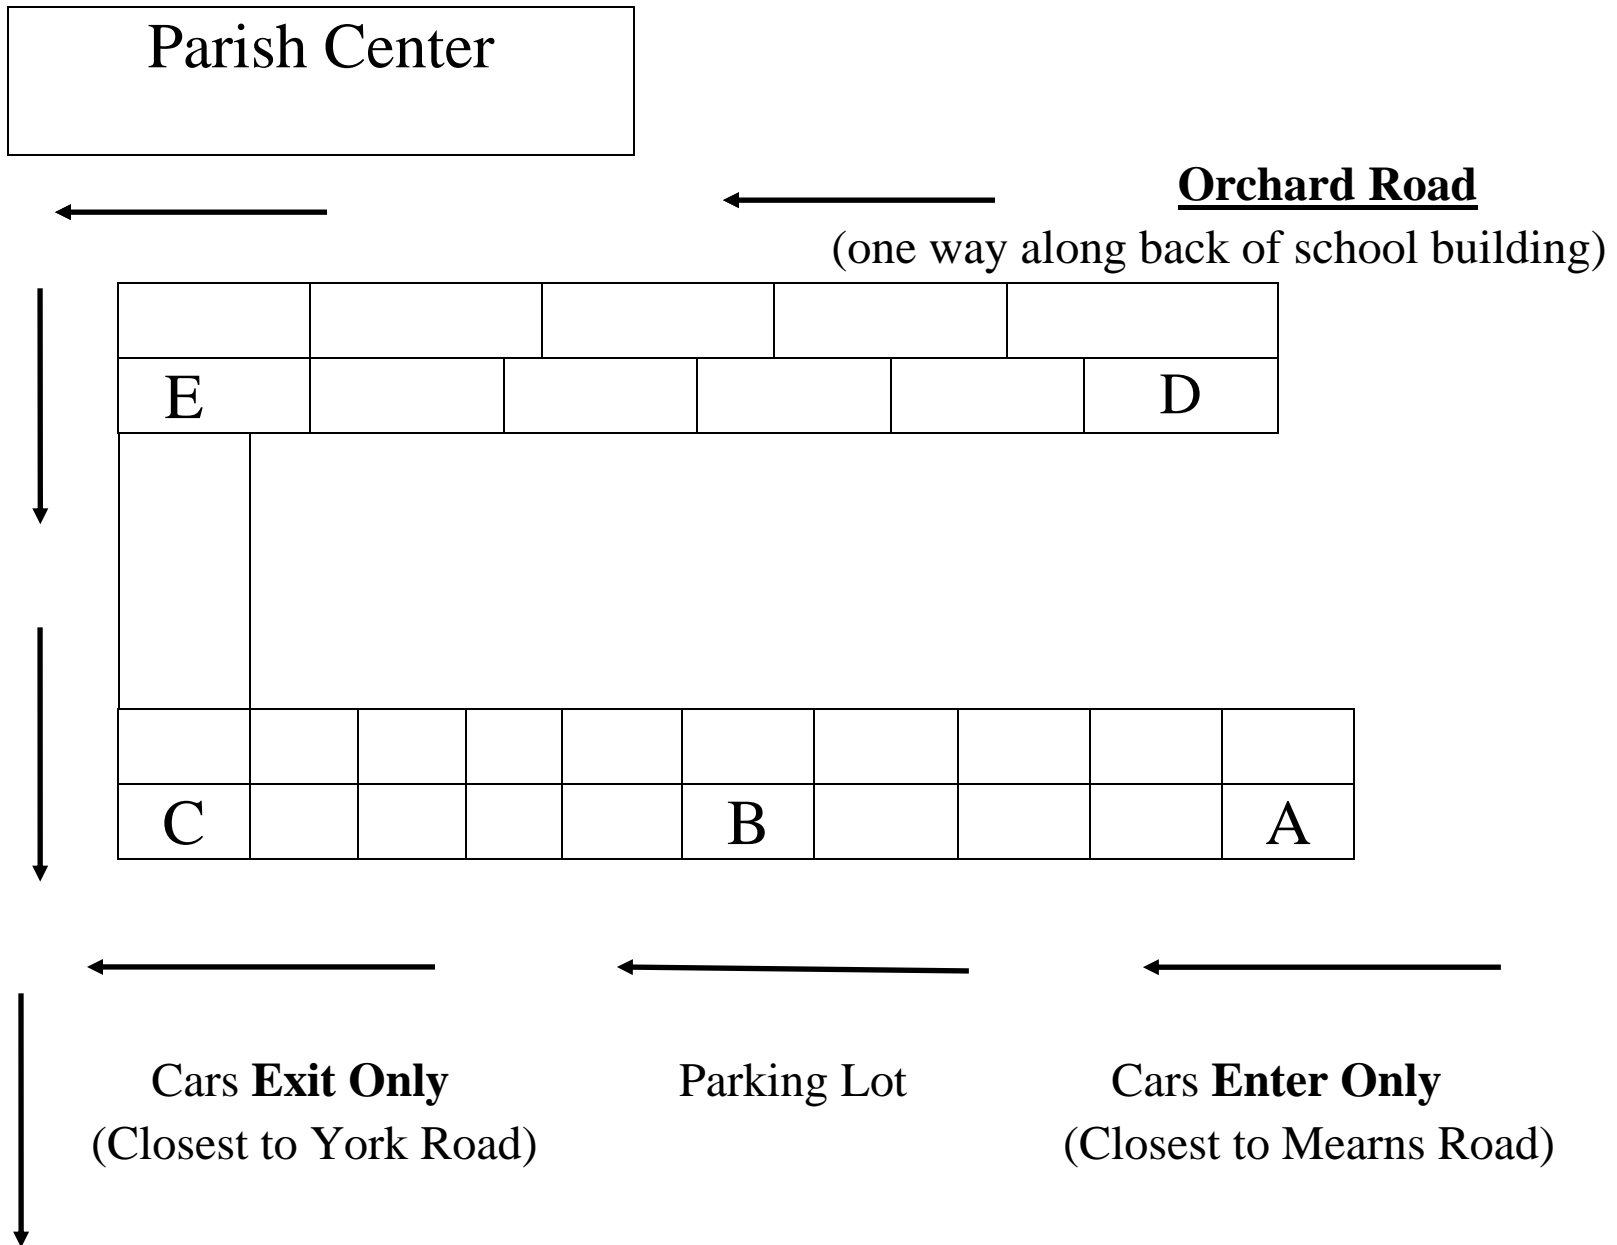 Parish Center
Orchard Road
(one way along back of school building)
E D
C B A
Cars Exit Only Parking Lot Cars Enter Only
(Closest to York Road) (Closest to Mearns Road)